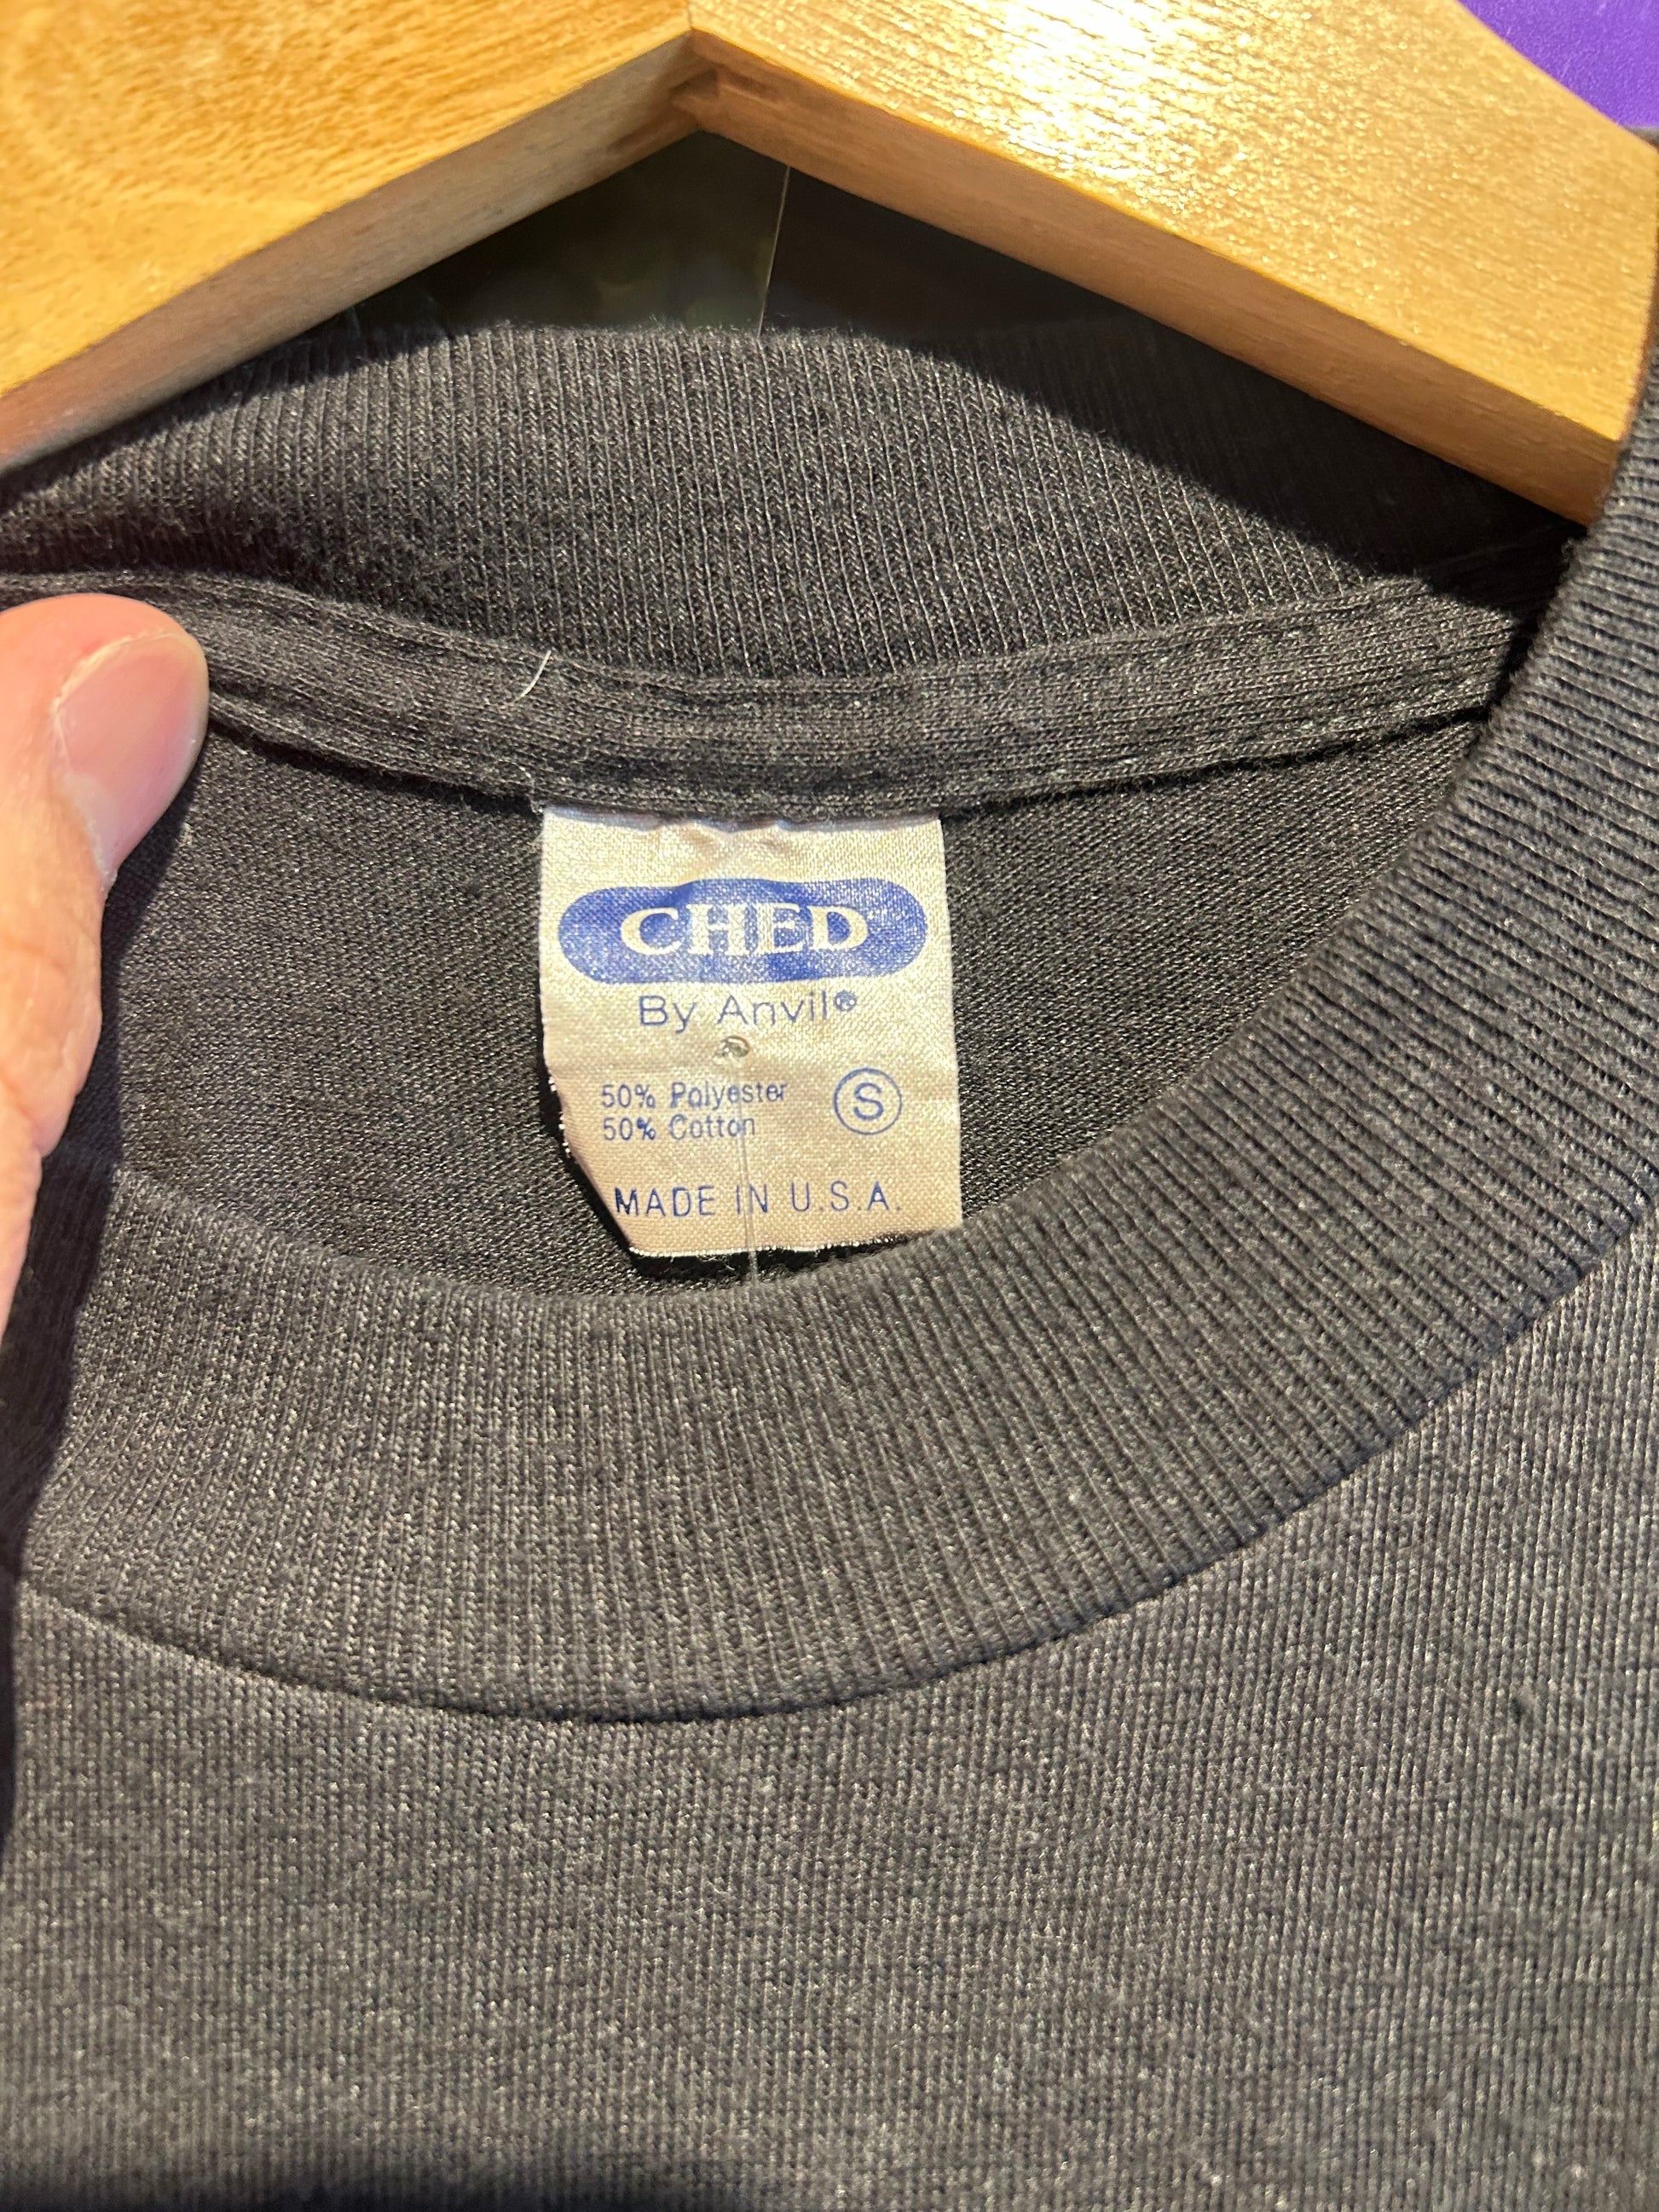 CHED
By Anvil®
50% Polyester
50% Cotton
S
MADE IN U.S.A.